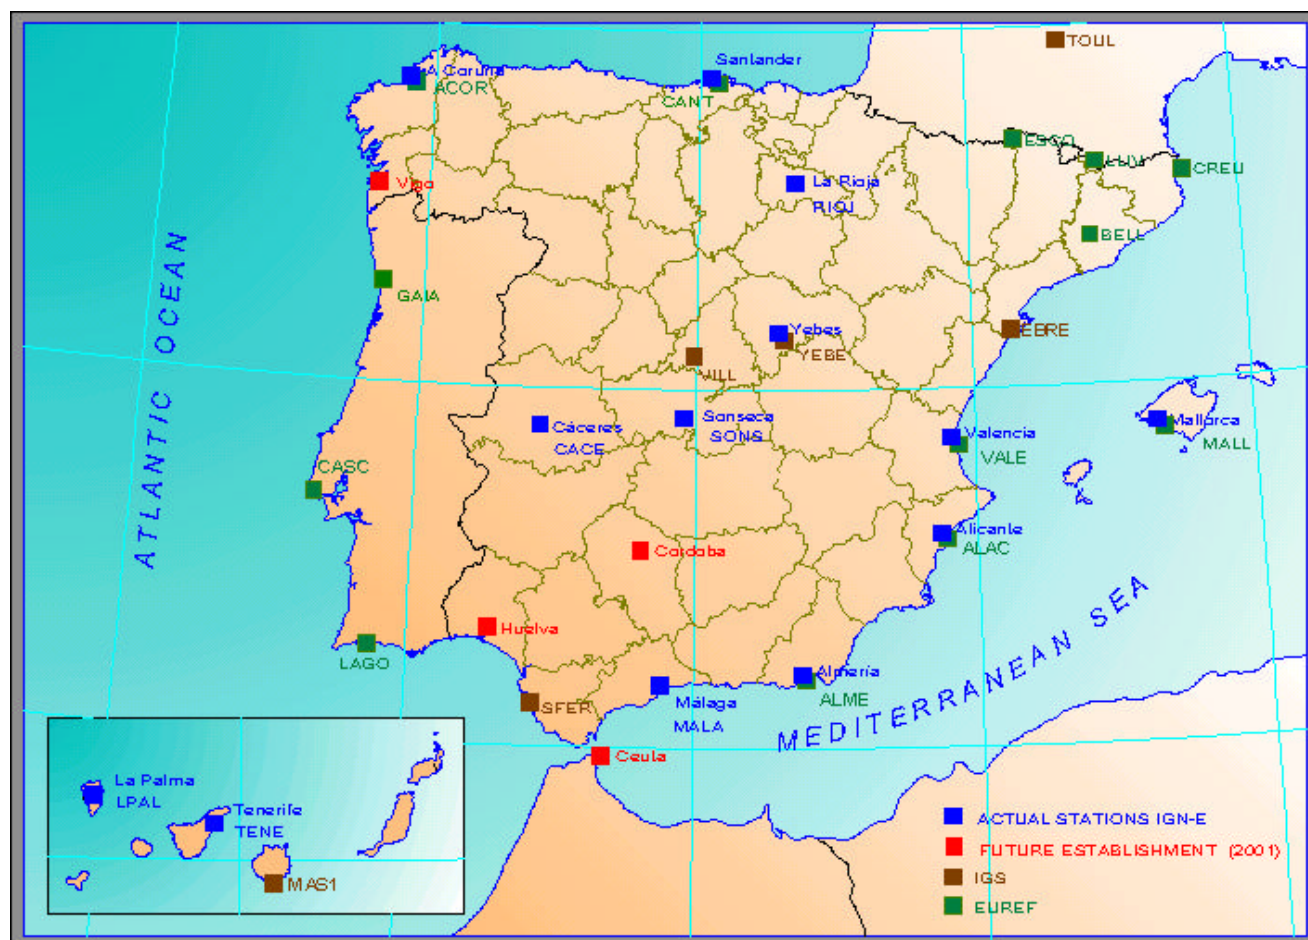 TOUL
Santander
A Coruña
ACOR
CANT
ESCO
LLIV
CREU
Vigo
La Rioja
RIOJ
BELL
GAIA
ATLANTIC OCEAN
Yebes
YEBE
EBRE
VILL
Cáceres
CACE
Sonseca
SONS
Valencia
VALE
Mallorca
MALL
CASC
Alicante
ALAC
Cordoba
Huelva
LAGO
SFER
Málaga
MALA
Almería
ALME
MEDITERRANEAN SEA
Ceuta
La Palma
LPAL
Tenerife
TENE
MAS1
ACTUAL STATIONS IGN-E
FUTURE ESTABLISHMENT (2001)
IGS
EUREF